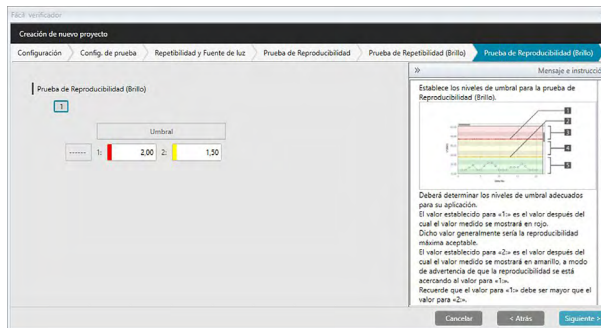 Fácil verificador
Creación de nuevo proyecto
Configuración
Config. de prueba
Repetibilidad y Fuente de luz
Prueba de Reproducibilidad
Prueba de Repetibilidad (Brillo)
Prueba de Reproducibilidad (Brillo)
Prueba de Reproducibilidad (Brillo)
1
Umbral
------ 1: 2,00 2: 1,50
» Mensaje e instrucció
Establece los niveles de umbral para la prueba de
Reproducibilidad (Brillo).
1
2
3
4
5
Deberá determinar los niveles de umbral adecuados
para su aplicación.
El valor establecido para «1:» es el valor después del
cual el valor medido se mostrará en rojo.
Dicho valor generalmente sería la reproducibilidad
máxima aceptable.
El valor establecido para «2:» es el valor después del
cual el valor medido se mostrará en amarillo, a modo
de advertencia de que la reproducibilidad se está
acercando al valor para «1:».
Recuerde que el valor para «1:» debe ser mayor que el
valor para «2:».
Cancelar
< Atrás
Siguiente >